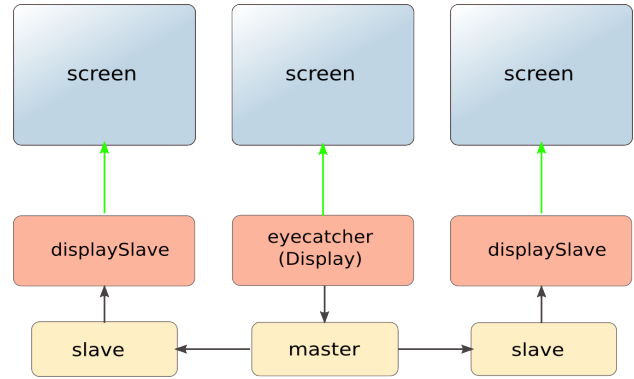 screen
screen
screen
displaySlave
eyecatcher
(Display)
displaySlave
slave
master
slave